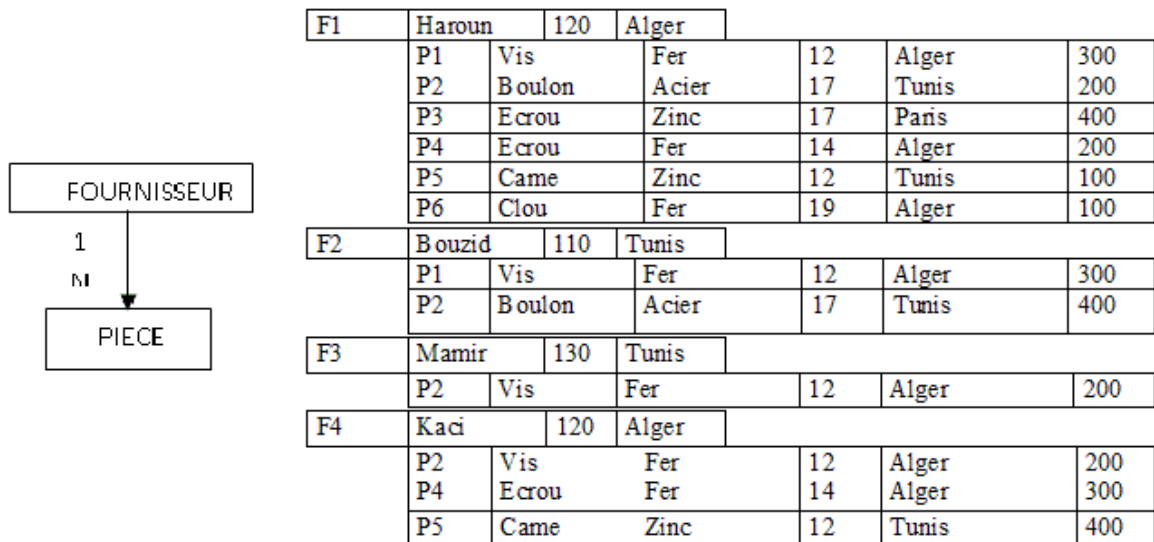 FOURNISSEUR
1
N
PIECE
F1 Haroun 120 Alger
P1 Vis Fer 12 Alger 300
P2 Boulon Acier 17 Tunis 200
P3 Ecrou Zinc 17 Paris 400
P4 Ecrou Fer 14 Alger 200
P5 Came Zinc 12 Tunis 100
P6 Clou Fer 19 Alger 100
F2 Bouzid 110 Tunis
P1 Vis Fer 12 Alger 300
P2 Boulon Acier 17 Tunis 400
F3 Mamir 130 Tunis
P2 Vis Fer 12 Alger 200
F4 Kaci 120 Alger
P2 Vis Fer 12 Alger 200
P4 Ecrou Fer 14 Alger 300
P5 Came Zinc 12 Tunis 400